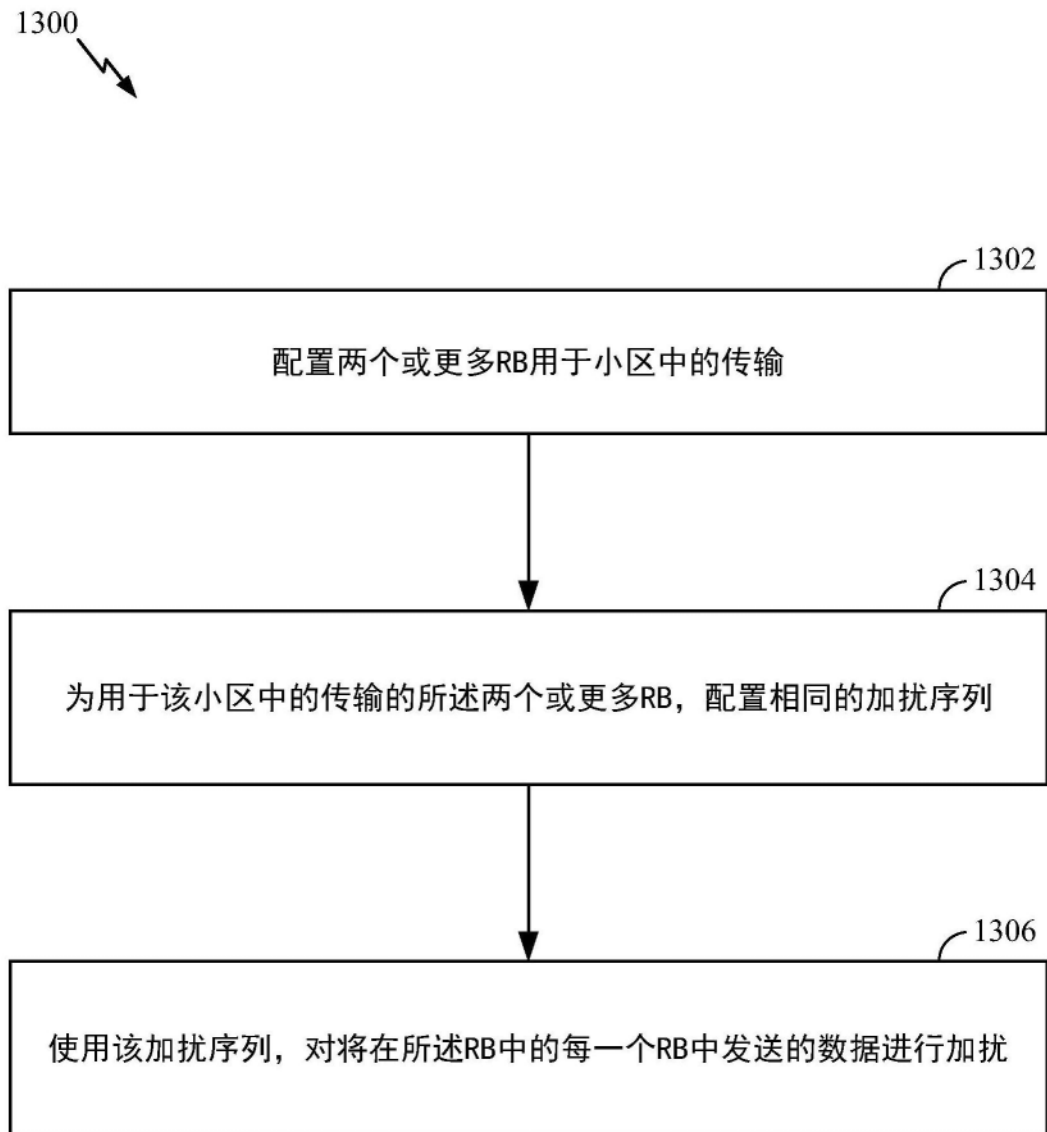 1300
1302
配置两个或更多RB用于小区中的传输
1304
为用于该小区中的传输的所述两个或更多RB，配置相同的加扰序列
1306
使用该加扰序列，对将在所述RB中的每一个RB中发送的数据进行加扰